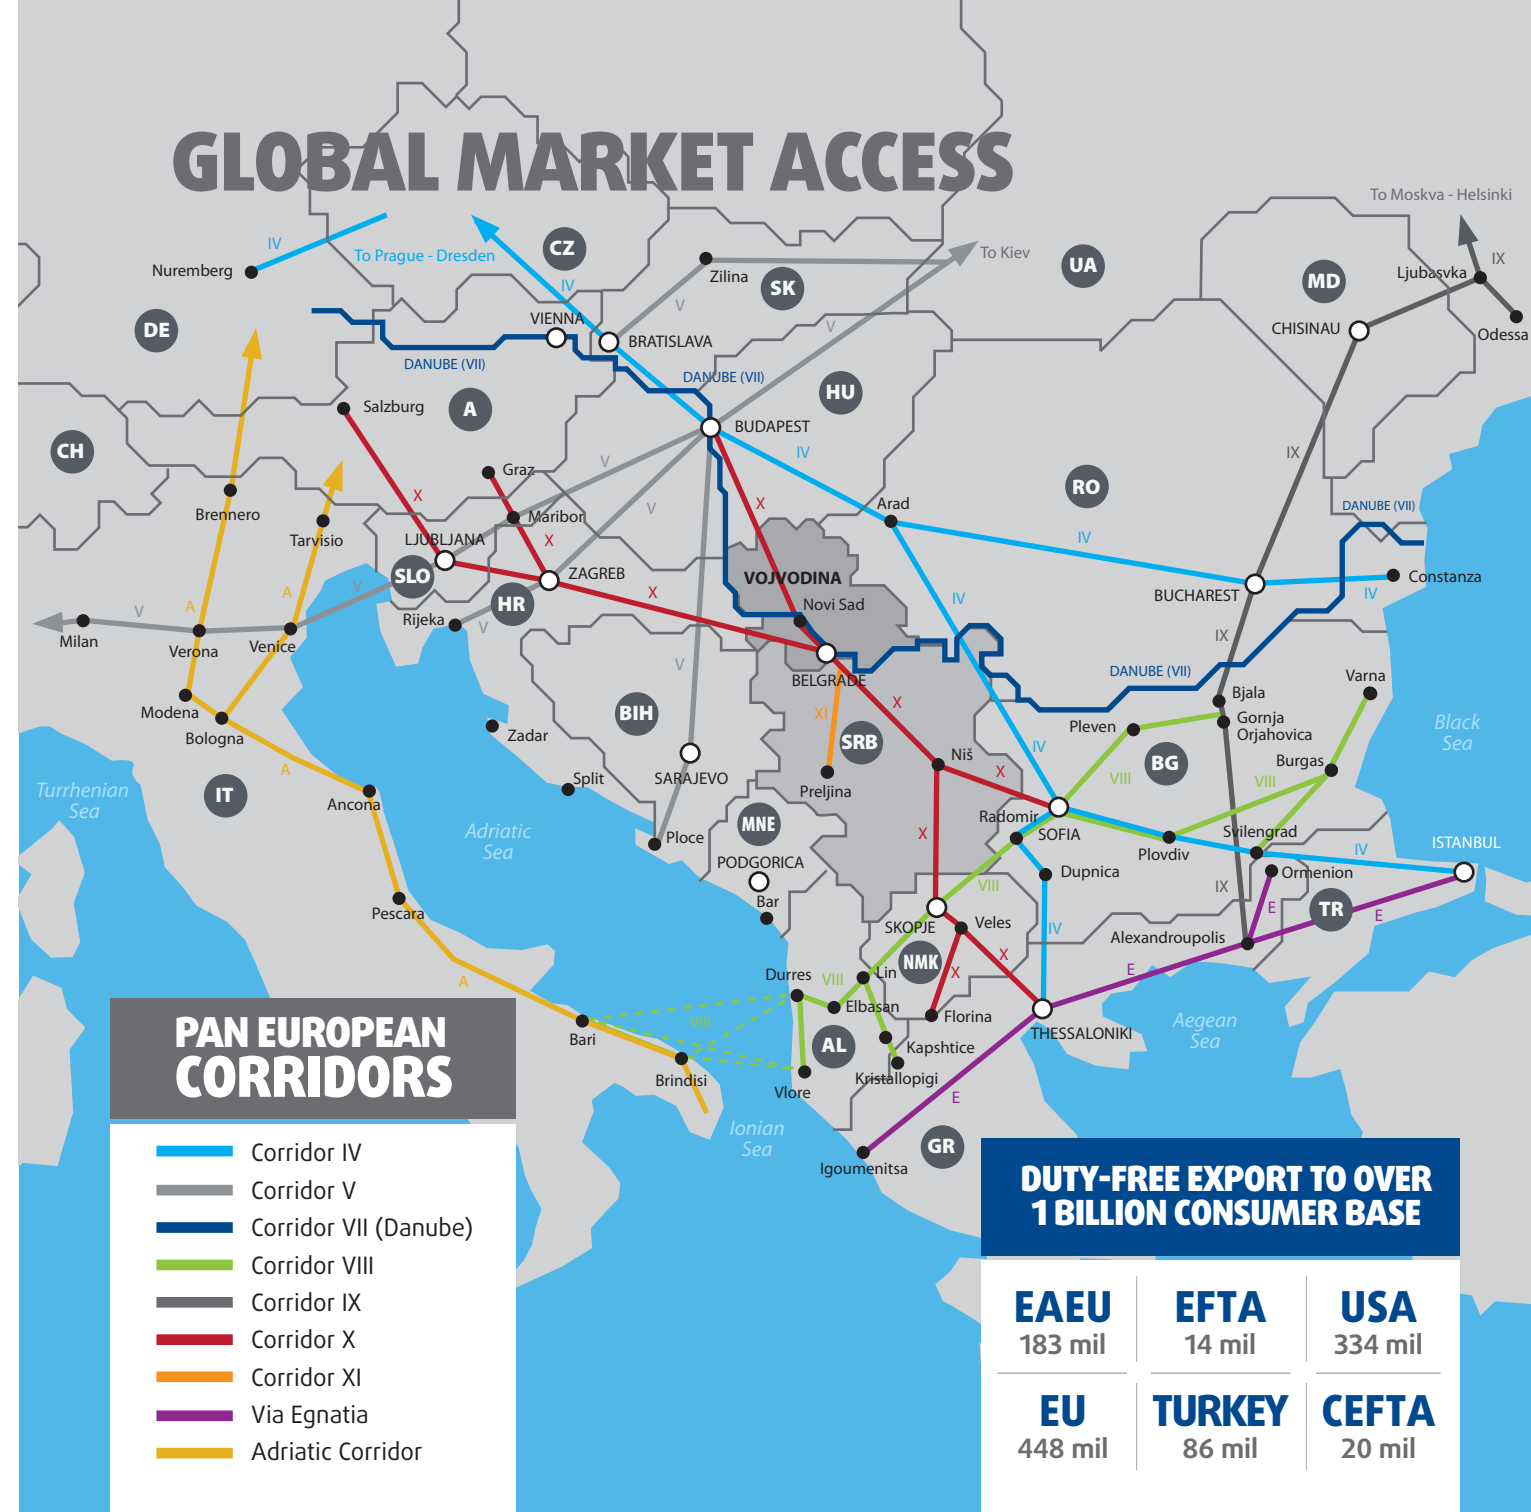 GLOBAL MARKET ACCESS
To Moskva - Helsinki
IV
Nuremberg
To Prague - Dresden
CZ
IV
Zilina
SK
To Kiev
UA
MD
Ljubasvka
IX
Odessa
CHISINAU
DE
VIENNA
BRATISLAVA
V
V
DANUBE (VII)
DANUBE (VII)
HU
A
Salzburg
BUDAPEST
IV
CH
V
IX
Graz
X
X
V
RO
Arad
DANUBE (VII)
Brennero
Maribor
Tarvisio
LJUBLJANA
X
IV
SLO
ZAGREB
VOJVODINA
Constanza
BUCHAREST
IV
V
A
A
V
HR
X
Novi Sad
IV
Rijeka
V
Milan
Verona
Venice
IX
V
DANUBE (VII)
BELGRADE
Varna
Modena
Bologna
BIH
XI
X
Bjala
Gornja
Orjahovica
Pleven
Black
Sea
Zadar
SRB
IV
Niš
BG
Burgas
A
IT
Split
SARAJEVO
Preljina
X
VIII
VIII
Turrhenian
Sea
Ancona
Adriatic
Sea
MNE
Ploce
Radomir
SOFIA
X
Plovdiv
Svilengrad
IV
ISTANBUL
PODGORICA
Dupnica
Ormenion
VIII
IX
Bar
Pescara
SKOPJE
Veles
IV
E
TR
E
Alexandroupolis
NMK
X
X
E
A
Durres
VIII
Lin
Elbasan
Florina
VIII
Bari
AL
Kapshtice
THESSALONIKI
Aegean
Sea
Brindisi
Vlore
Kristallopigi
E
Ionian
Sea
Igoumenitsa
GR
PAN EUROPEAN
CORRIDORS
Corridor IV
Corridor V
Corridor VII (Danube)
Corridor VIII
Corridor IX
Corridor X
Corridor XI
Via Egnatia
Adriatic Corridor
DUTY-FREE EXPORT TO OVER
1 BILLION CONSUMER BASE
EAEU
183 mil
EFTA
14 mil
USA
334 mil
EU
448 mil
TURKEY
86 mil
CEFTA
20 mil